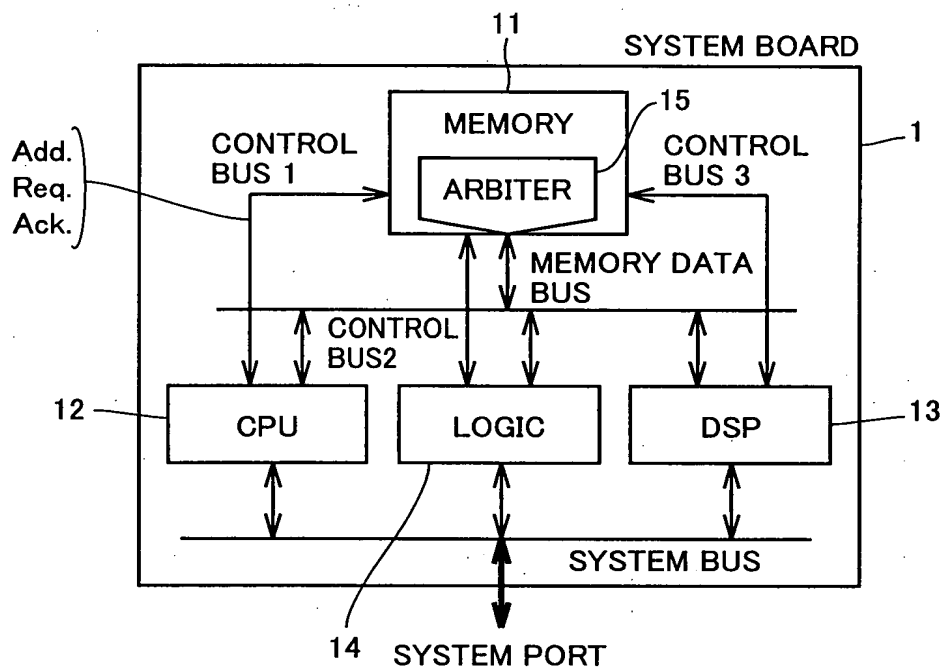 11
SYSTEM BOARD
15
MEMORY
1
CONTROL
BUS 1
CONTROL
BUS 3
Add.
Req.
Ack.
ARBITER
MEMORY DATA
BUS
CONTROL
BUS2
12
CPU
LOGIC
DSP
13
SYSTEM BUS
14
SYSTEM PORT